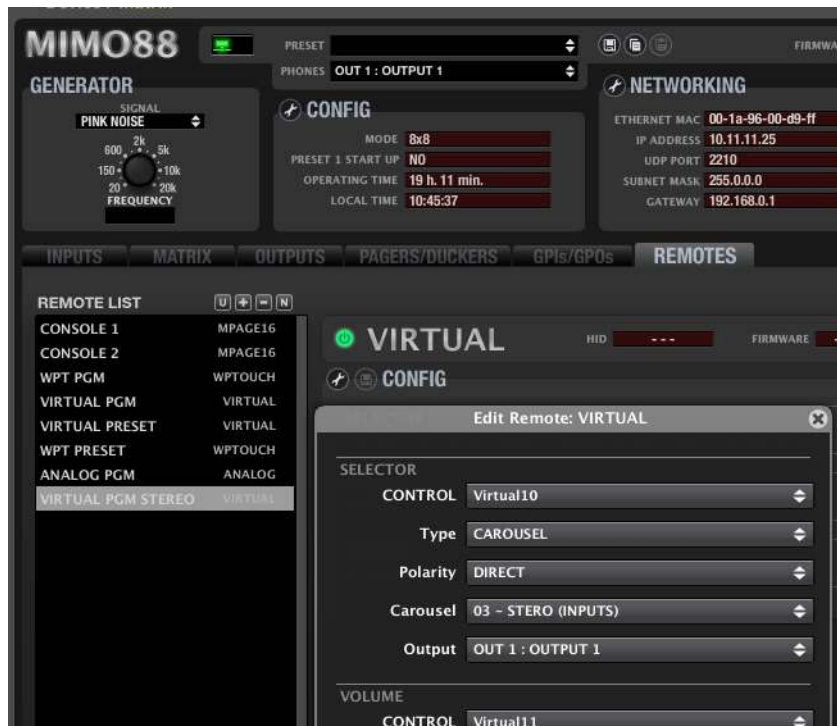 MIMO88
PRESET
FIRMWA
PHONES OUT 1 : OUTPUT 1
GENERATOR
SIGNAL
PINK NOISE
2k
600 5k
150 10k
20 20k
FREQUENCY
CONFIG
MODE 8x8
PRESET 1 START UP NO
OPERATING TIME 19 h. 11 min.
LOCAL TIME 10:45:37
NETWORKING
ETHERNET MAC 00-1a-96-00-d9-ff
IP ADDRESS 10.11.11.25
UDP PORT 2210
SUBNET MASK 255.0.0.0
GATEWAY 192.168.0.1
INPUTS MATRIX OUTPUTS PAGERS/DUCKERS GPIs/GPOs REMOTES
REMOTE LIST U + - N
CONSOLE 1 MPAGE16
CONSOLE 2 MPAGE16
WPT PGM WPTOUCH
VIRTUAL PGM VIRTUAL
VIRTUAL PRESET VIRTUAL
WPT PRESET WPTOUCH
ANALOG PGM ANALOG
VIRTUAL PGM STEREO VIRTUAL
VIRTUAL HID --- FIRMWARE
CONFIG
Edit Remote: VIRTUAL
SELECTOR
CONTROL Virtual10
Type CAROUSEL
Polarity DIRECT
Carousel 03 - STERO (INPUTS)
Output OUT 1 : OUTPUT 1
VOLUME
CONTROL Virtual11